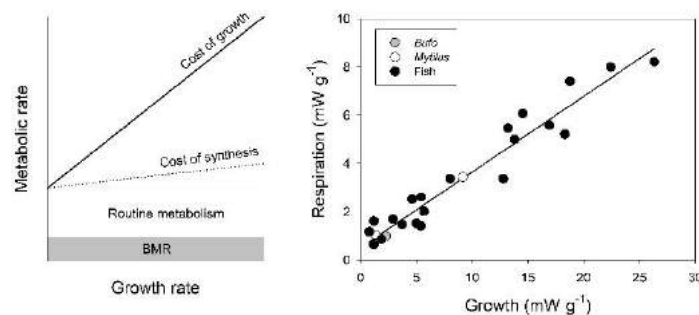 Metabolic rate
Cost of growth
Cost of synthesis
Routine metabolism
BMR
Growth rate
Respiration (mW g⁻¹)
10
8
6
4
2
0
Bufo
Mytilus
Fish
0 5 10 15 20 25 30
Growth (mW g⁻¹)